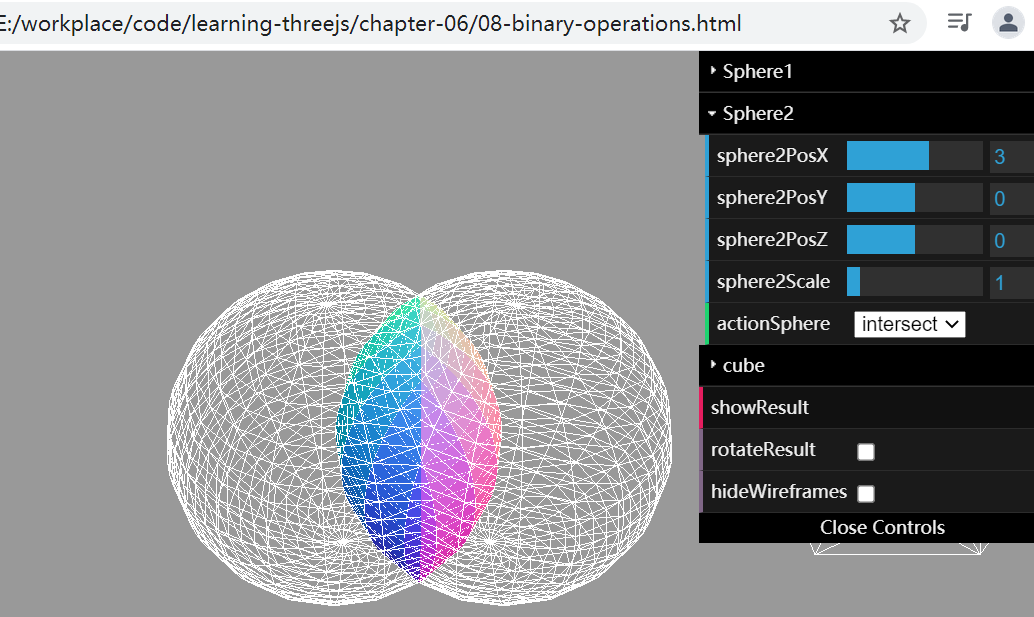 E:/workplace/code/learning-threejs/chapter-06/08-binary-operations.html
Sphere1
Sphere2
sphere2PosX 3
sphere2PosY 0
sphere2PosZ 0
sphere2Scale 1
actionSphere intersect
cube
showResult
rotateResult
hideWireframes
Close Controls